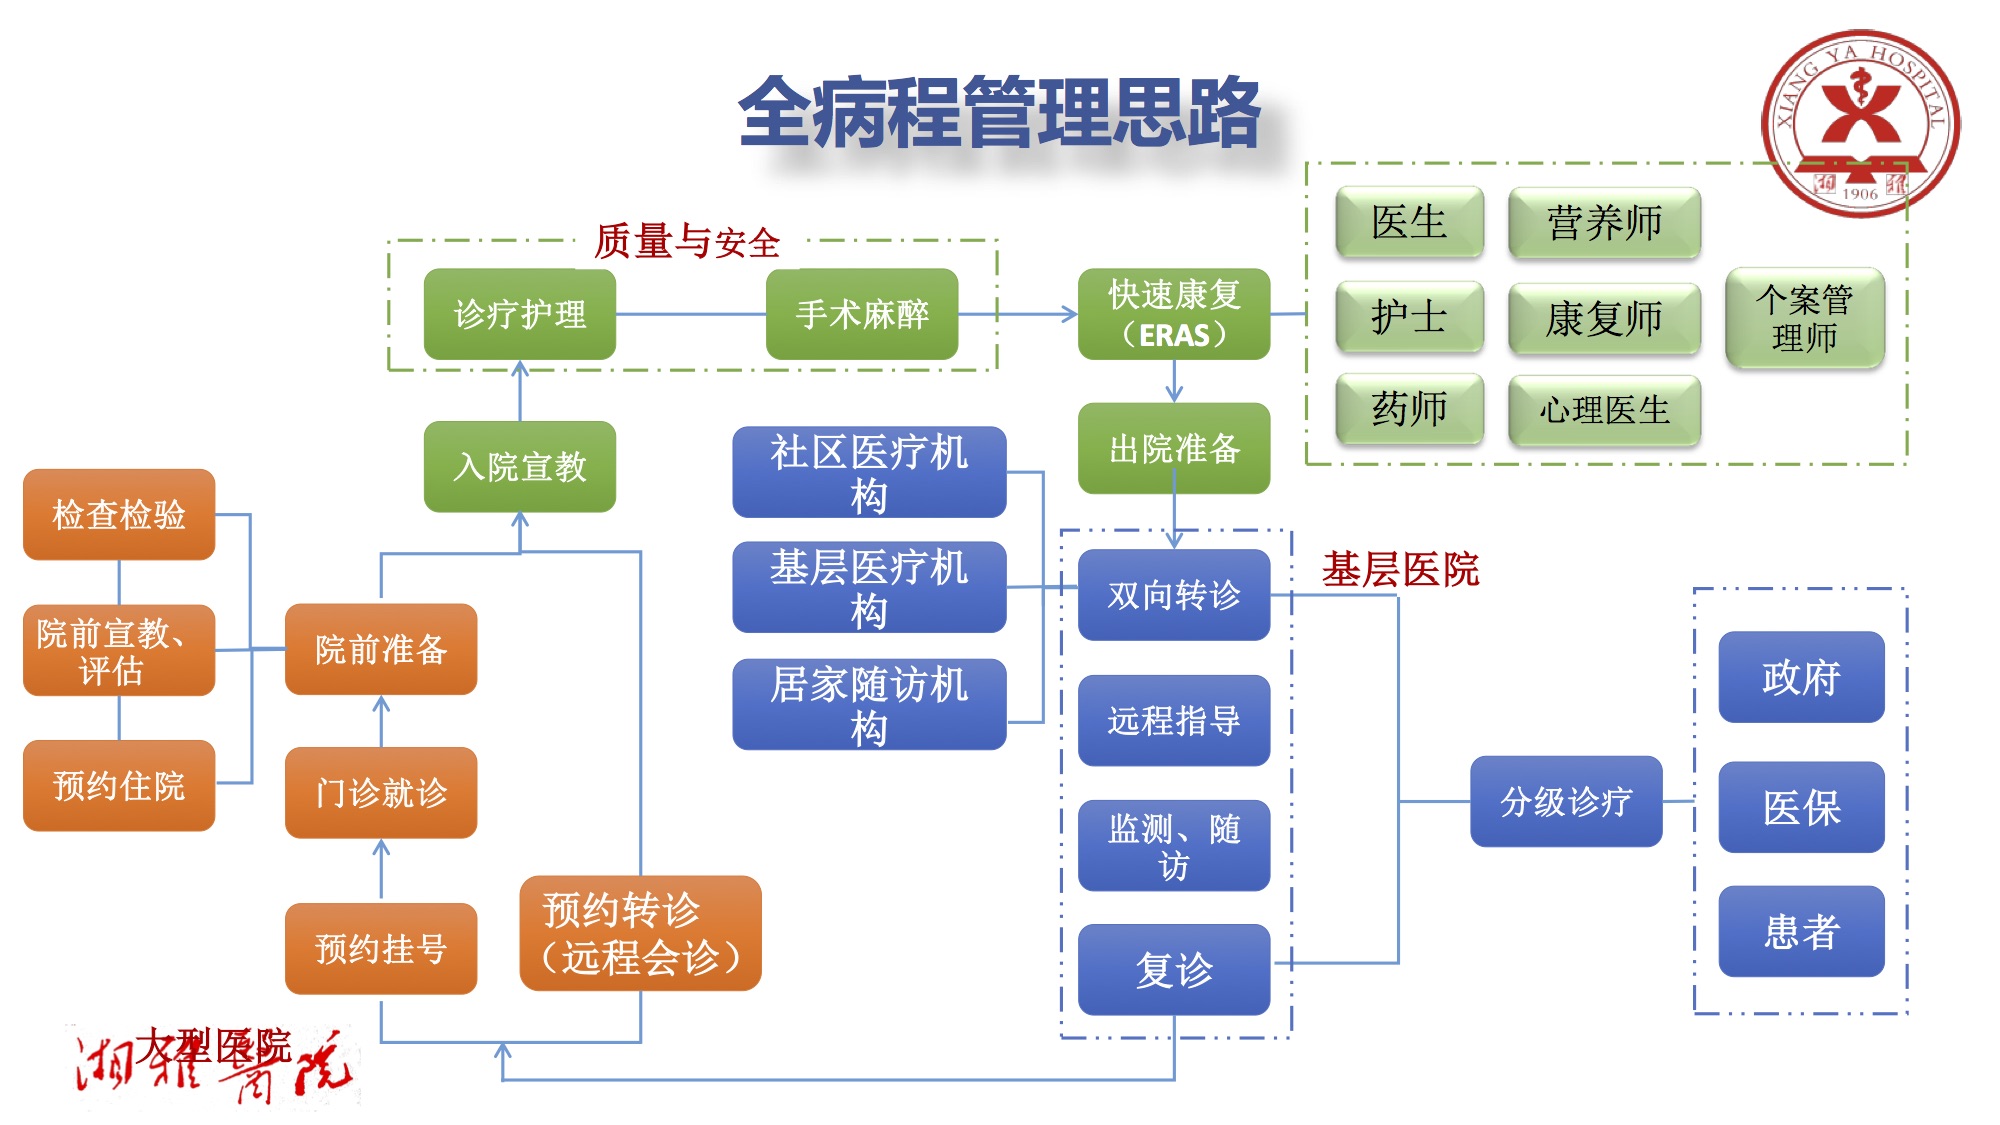 全病程管理思路
XIANG YA HOSPITAL
湘雅
1906
质量与安全
诊疗护理
手术麻醉
快速康复
（ERAS）
医生
营养师
护士
康复师
个案管
理师
药师
心理医生
入院宣教
出院准备
社区医疗机
构
基层医疗机
构
居家随访机
构
检查检验
院前宣教、
评估
预约住院
院前准备
门诊就诊
预约挂号
预约转诊
（远程会诊）
双向转诊
远程指导
监测、随
访
复诊
基层医院
分级诊疗
政府
医保
患者
大型医院
湘雅醫院